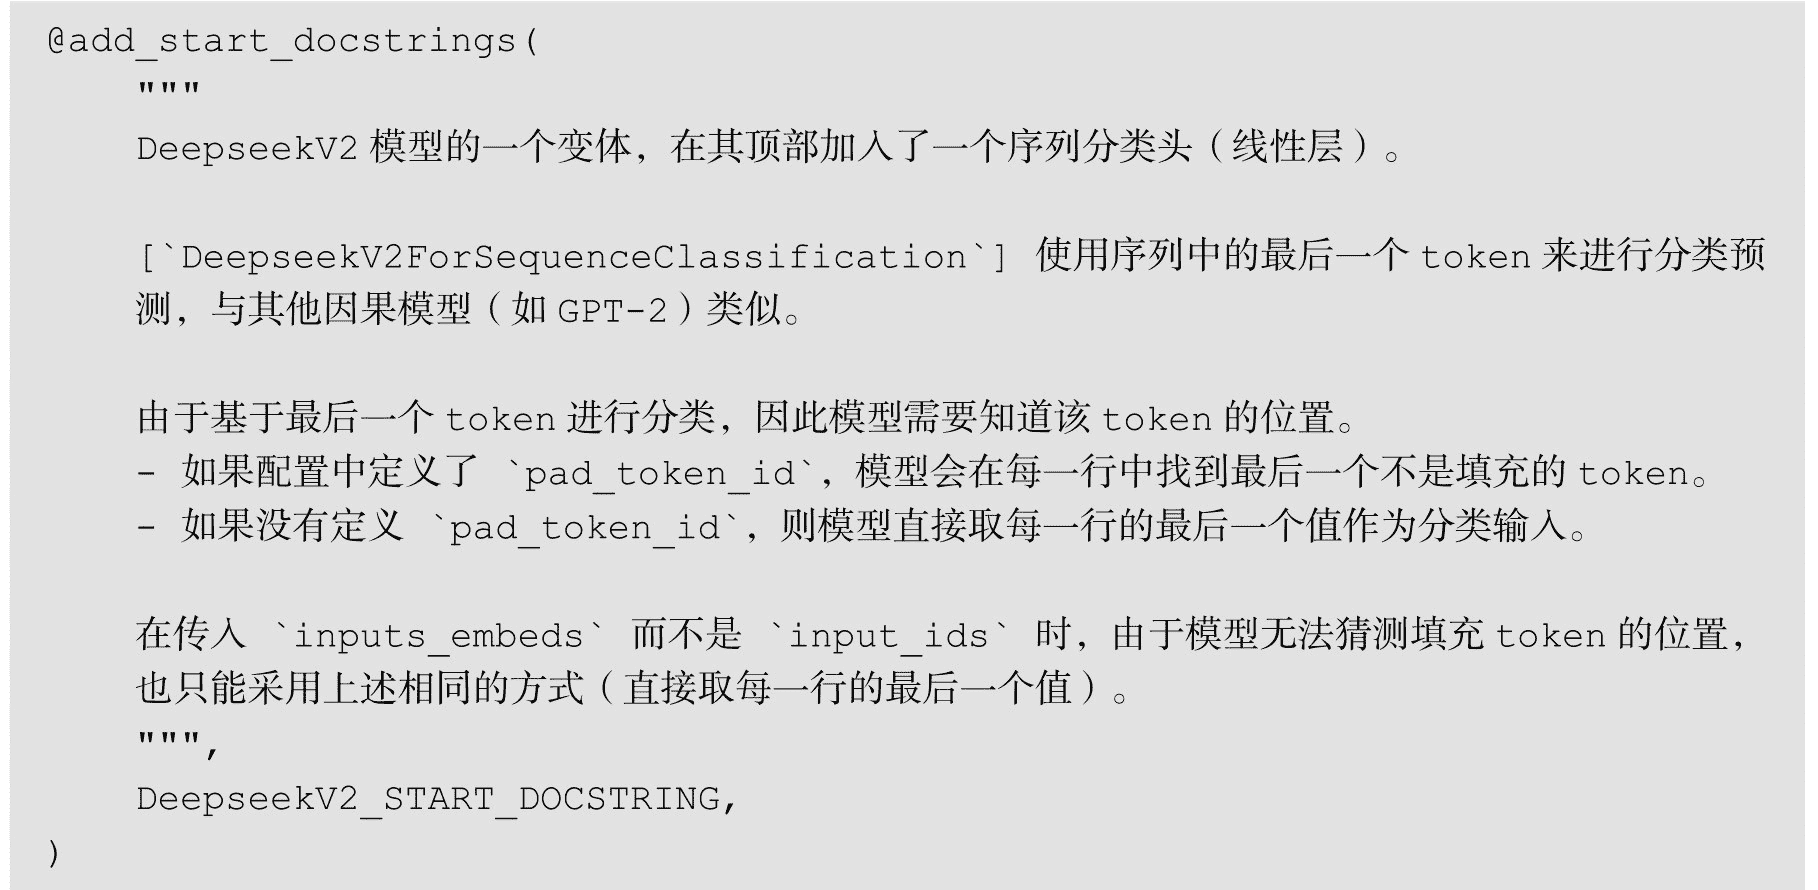 @add_start_docstrings(
"""
DeepseekV2 模型的一个变体，在其顶部加入了一个序列分类头（线性层）。
[`DeepseekV2ForSequenceClassification`] 使用序列中的最后一个 token 来进行分类预
测，与其他因果模型（如 GPT-2）类似。
由于基于最后一个 token 进行分类，因此模型需要知道该 token 的位置。
- 如果配置中定义了 `pad_token_id`，模型会在每一行中找到最后一个不是填充的 token。
- 如果没有定义 `pad_token_id`，则模型直接取每一行的最后一个值作为分类输入。
在传入 `inputs_embeds` 而不是 `input_ids` 时，由于模型无法猜测填充 token 的位置，
也只能采用上述相同的方式（直接取每一行的最后一个值）。
""",
DeepseekV2_START_DOCSTRING,
)